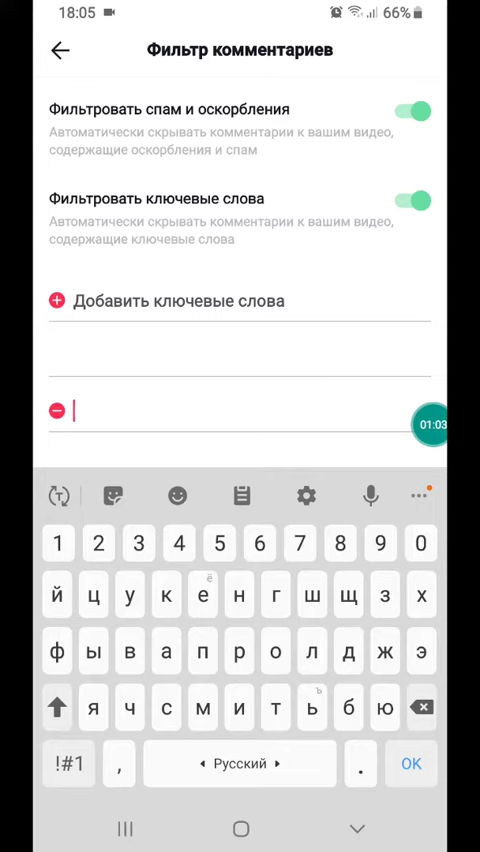 18:05 66%
Фильтр комментариев
Фильтровать спам и оскорбления
Автоматически скрывать комментарии к вашим видео,
содержащие оскорбления и спам
Фильтровать ключевые слова
Автоматически скрывать комментарии к вашим видео,
содержащие ключевые слова
Добавить ключевые слова
01:03
T
1 2 3 4 5 6 7 8 9 0
ё
й ц у к е н г ш щ з х
ф ы в а п р о л д ж э
ъ
я ч с м и т ь б ю
!#1 , Русский . OK